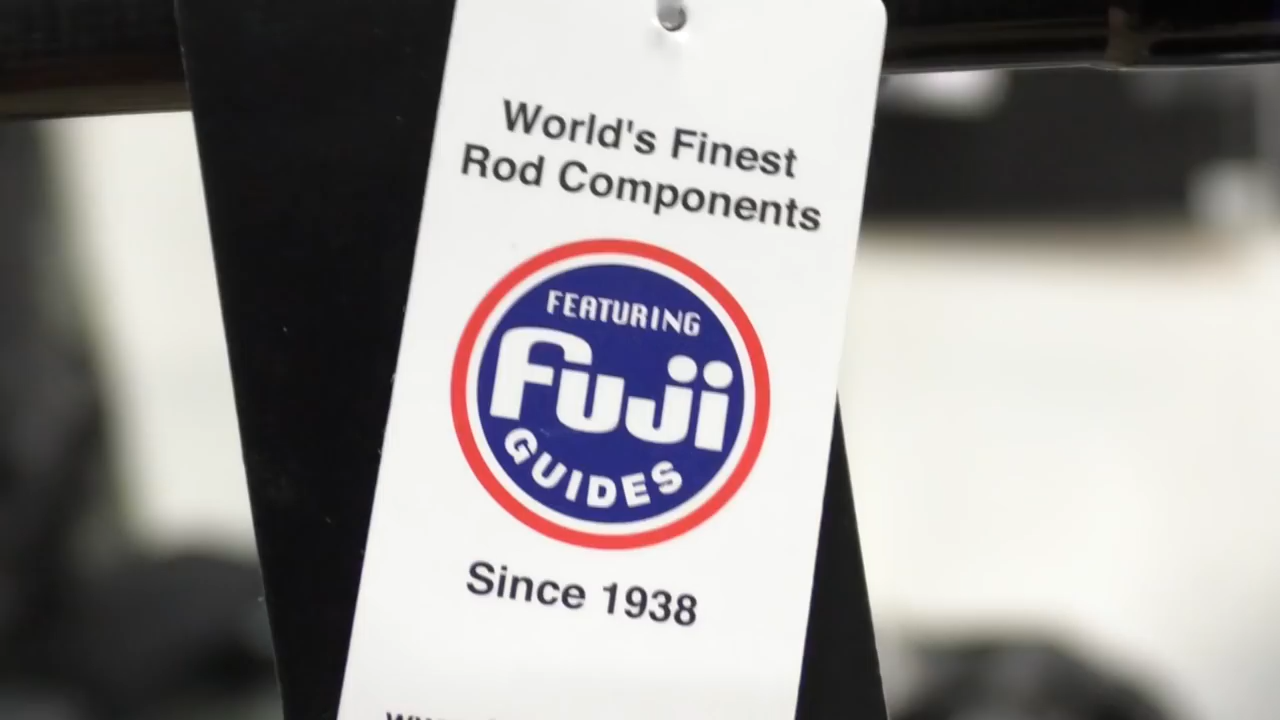 World's Finest
Rod Components
FEATURING
Fuji
GUIDES
Since 1938